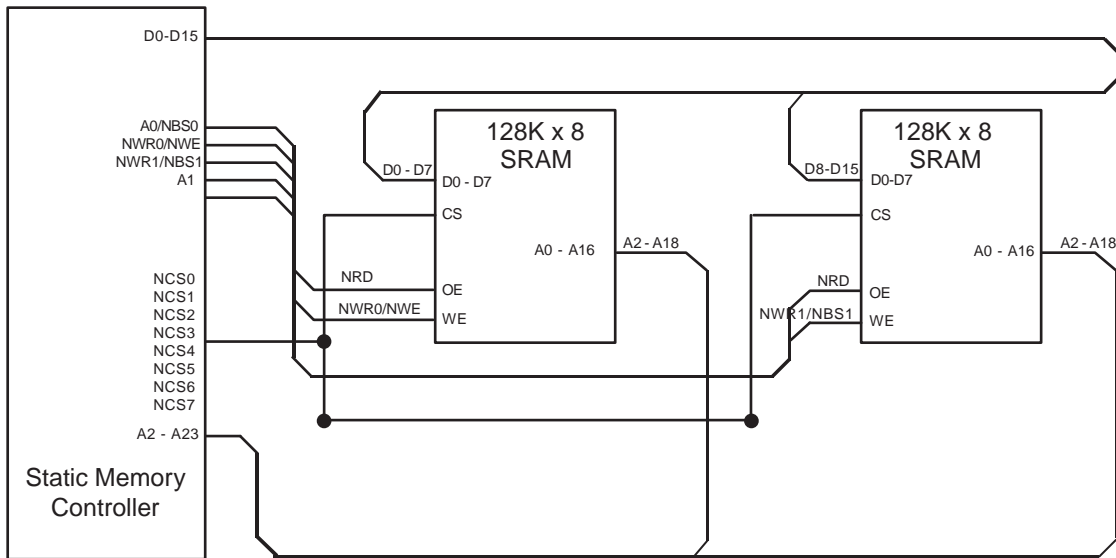 D0-D15
A0/NBS0
NWR0/NWE
NWR1/NBS1
A1
NCS0
NCS1
NCS2
NCS3
NCS4
NCS5
NCS6
NCS7
A2 - A23
Static Memory
Controller
128K x 8
SRAM
D0 - D7
D0 - D7
CS
A0 - A16
A2 - A18
NRD
OE
NWR0/NWE
WE
128K x 8
SRAM
D8-D15
D0-D7
CS
A0 - A16
A2 - A18
NRD
OE
NWR1/NBS1
WE